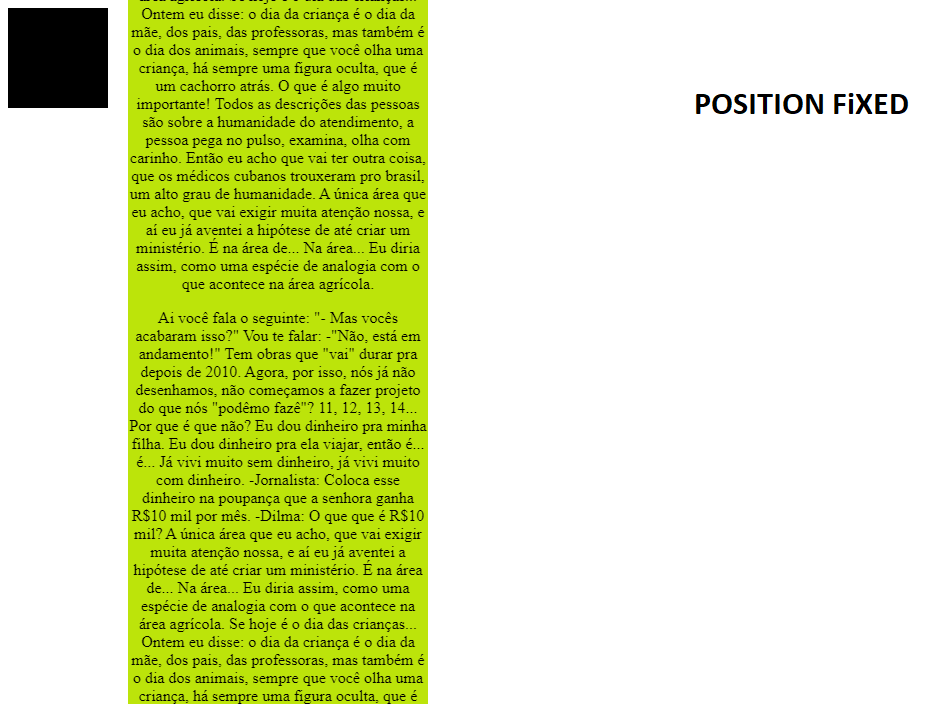 área agrícola. Se hoje é o dia das crianças...
Ontem eu disse: o dia da criança é o dia da
mãe, dos pais, das professoras, mas também é
o dia dos animais, sempre que você olha uma
criança, há sempre uma figura oculta, que é
um cachorro atrás. O que é algo muito
importante! Todos as descrições das pessoas
são sobre a humanidade do atendimento, a
pessoa pega no pulso, examina, olha com
carinho. Então eu acho que vai ter outra coisa,
que os médicos cubanos trouxeram pro brasil,
um alto grau de humanidade. A única área que
eu acho, que vai exigir muita atenção nossa, e
aí eu já aventei a hipótese de até criar um
ministério. É na área de... Na área... Eu diria
assim, como uma espécie de analogia com o
que acontece na área agrícola.
Ai você fala o seguinte: "- Mas vocês
acabaram isso?" Vou te falar: -"Não, está em
andamento!" Tem obras que "vai" durar pra
depois de 2010. Agora, por isso, nós já não
desenhamos, não começamos a fazer projeto
do que nós "podêmo fazê"? 11, 12, 13, 14...
Por que é que não? Eu dou dinheiro pra minha
filha. Eu dou dinheiro pra ela viajar, então é...
é... Já vivi muito sem dinheiro, já vivi muito
com dinheiro. -Jornalista: Coloca esse
dinheiro na poupança que a senhora ganha
R$10 mil por mês. -Dilma: O que que é R$10
mil? A única área que eu acho, que vai exigir
muita atenção nossa, e aí eu já aventei a
hipótese de até criar um ministério. É na área
de... Na área... Eu diria assim, como uma
espécie de analogia com o que acontece na
área agrícola. Se hoje é o dia das crianças...
Ontem eu disse: o dia da criança é o dia da
mãe, dos pais, das professoras, mas também é
o dia dos animais, sempre que você olha uma
criança, há sempre uma figura oculta, que é
POSITION FiXED